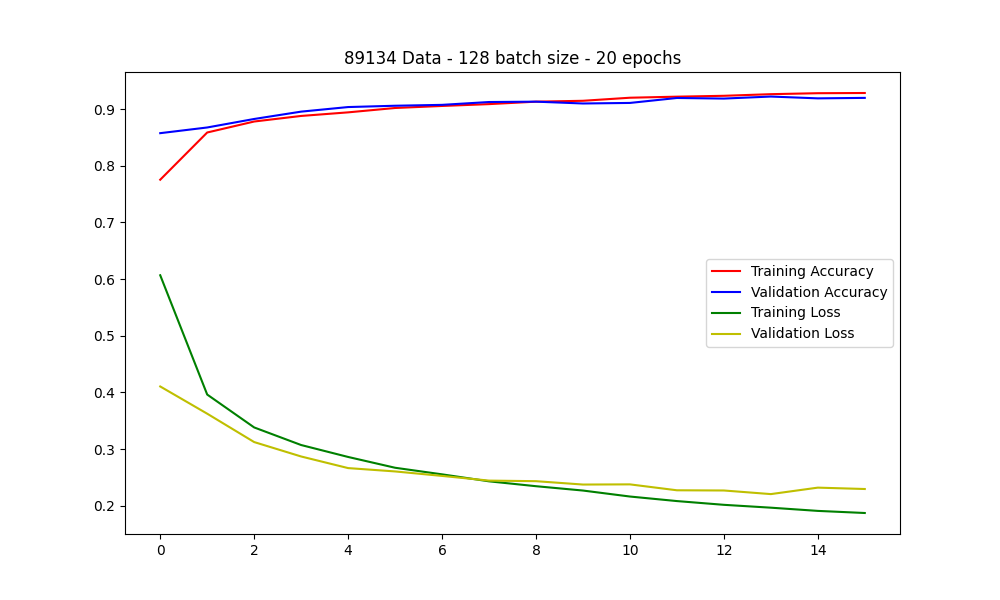 89134 Data - 128 batch size - 20 epochs
0.9
0.8
0.7
0.6
0.5
0.4
0.3
0.2
Training Accuracy
Validation Accuracy
Training Loss
Validation Loss
0 2 4 6 8 10 12 14